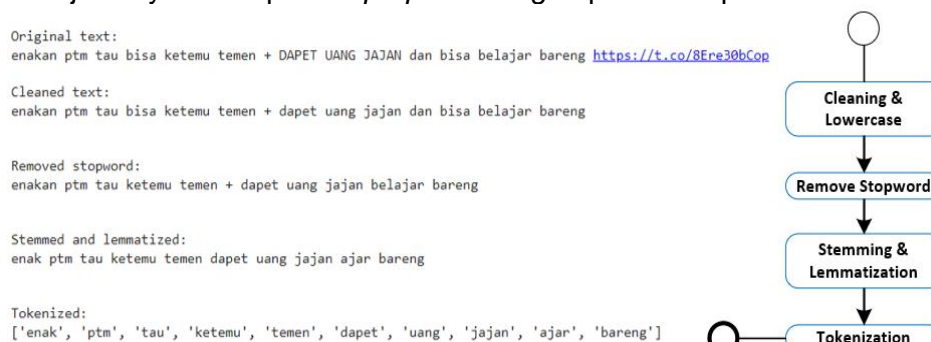 Original text:
enakan ptm tau bisa ketemu temen + DAPET UANG JAJAN dan bisa belajar bareng https://t.co/8Ere30bCop
Cleaned text:
enakan ptm tau bisa ketemu temen + dapet uang jajan dan bisa belajar bareng
Removed stopword:
enakan ptm tau ketemu temen + dapet uang jajan belajar bareng
Stemmed and lemmatized:
enak ptm tau ketemu temen dapet uang jajan ajar bareng
Tokenized:
['enak', 'ptm', 'tau', 'ketemu', 'temen', 'dapet', 'uang', 'jajan', 'ajar', 'bareng']
Cleaning &
Lowercase
Remove Stopword
Stemming &
Lemmatization
Tokenization